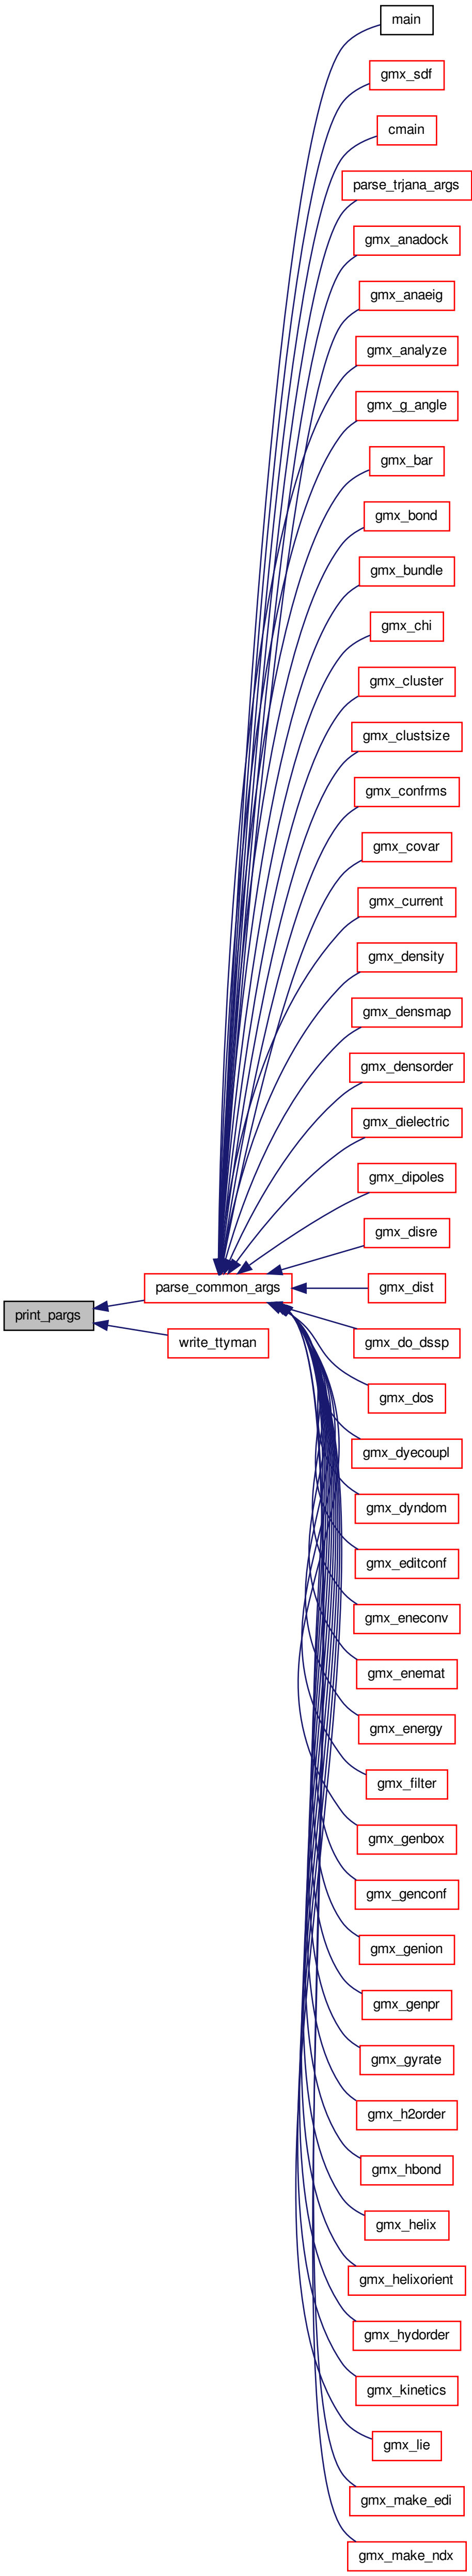 main
gmx_sdf
cmain
parse_trjana_args
gmx_anadock
gmx_anaeig
gmx_analyze
gmx_g_angle
gmx_bar
gmx_bond
gmx_bundle
gmx_chi
gmx_cluster
gmx_clustsize
gmx_confrms
gmx_covar
gmx_current
gmx_density
gmx_densmap
gmx_densorder
gmx_dielectric
gmx_dipoles
gmx_disre
parse_common_args
gmx_dist
print_pargs
write_ttyman
gmx_do_dssp
gmx_dos
gmx_dyecoupl
gmx_dyndom
gmx_editconf
gmx_eneconv
gmx_enemat
gmx_energy
gmx_filter
gmx_genbox
gmx_genconf
gmx_genion
gmx_genpr
gmx_gyrate
gmx_h2order
gmx_hbond
gmx_helix
gmx_helixorient
gmx_hydorder
gmx_kinetics
gmx_lie
gmx_make_edi
gmx_make_ndx